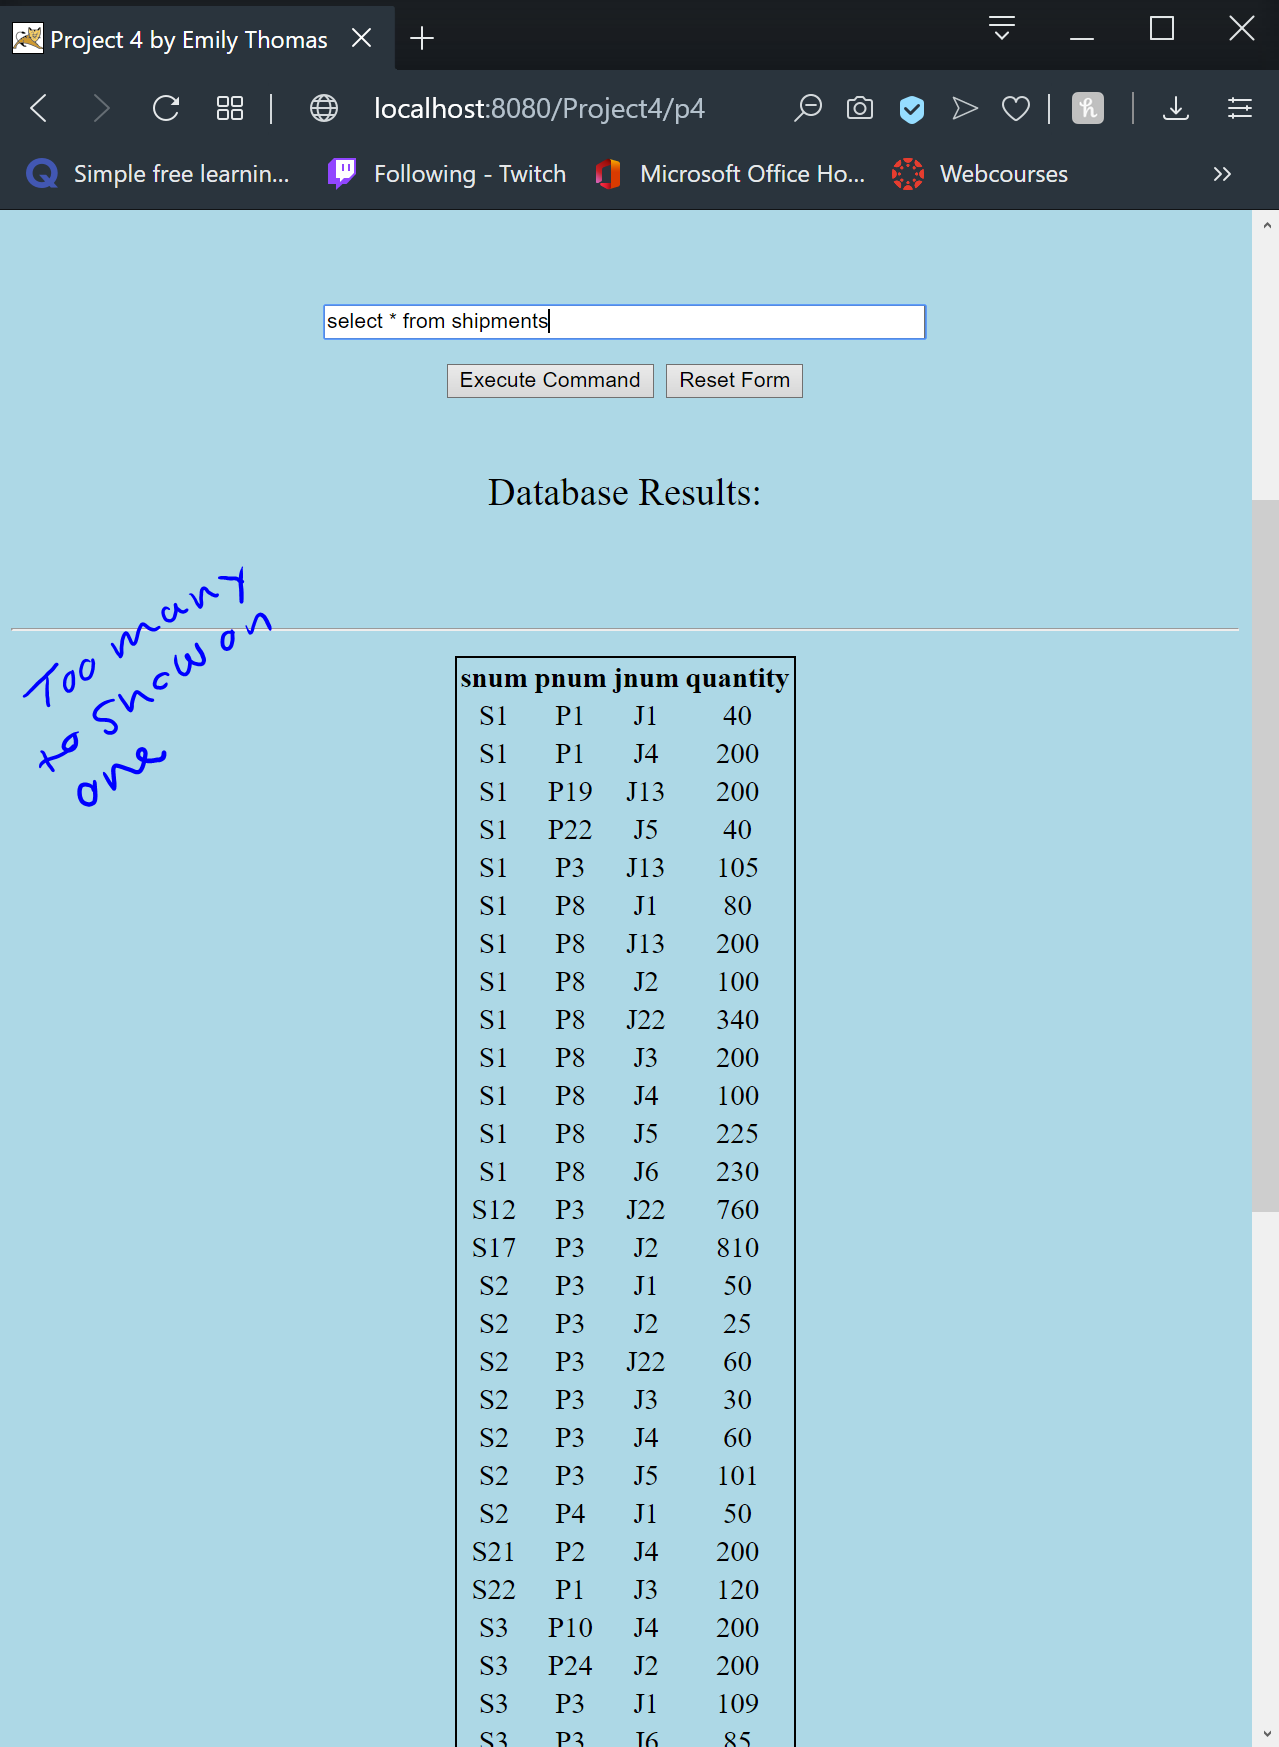 Project 4 by Emily Thomas
localhost:8080/Project4/p4
Simple free learnin... Following - Twitch Microsoft Office Ho... Webcourses »
select * from shipments
Execute Command Reset Form
Database Results:
Too many
to show on
one
snum pnum jnum quantity
S1 P1 J1 40
S1 P1 J4 200
S1 P19 J13 200
S1 P22 J5 40
S1 P3 J13 105
S1 P8 J1 80
S1 P8 J13 200
S1 P8 J2 100
S1 P8 J22 340
S1 P8 J3 200
S1 P8 J4 100
S1 P8 J5 225
S1 P8 J6 230
S12 P3 J22 760
S17 P3 J2 810
S2 P3 J1 50
S2 P3 J2 25
S2 P3 J22 60
S2 P3 J3 30
S2 P3 J4 60
S2 P3 J5 101
S2 P4 J1 50
S21 P2 J4 200
S22 P1 J3 120
S3 P10 J4 200
S3 P24 J2 200
S3 P3 J1 109
S3 P3 J6 85